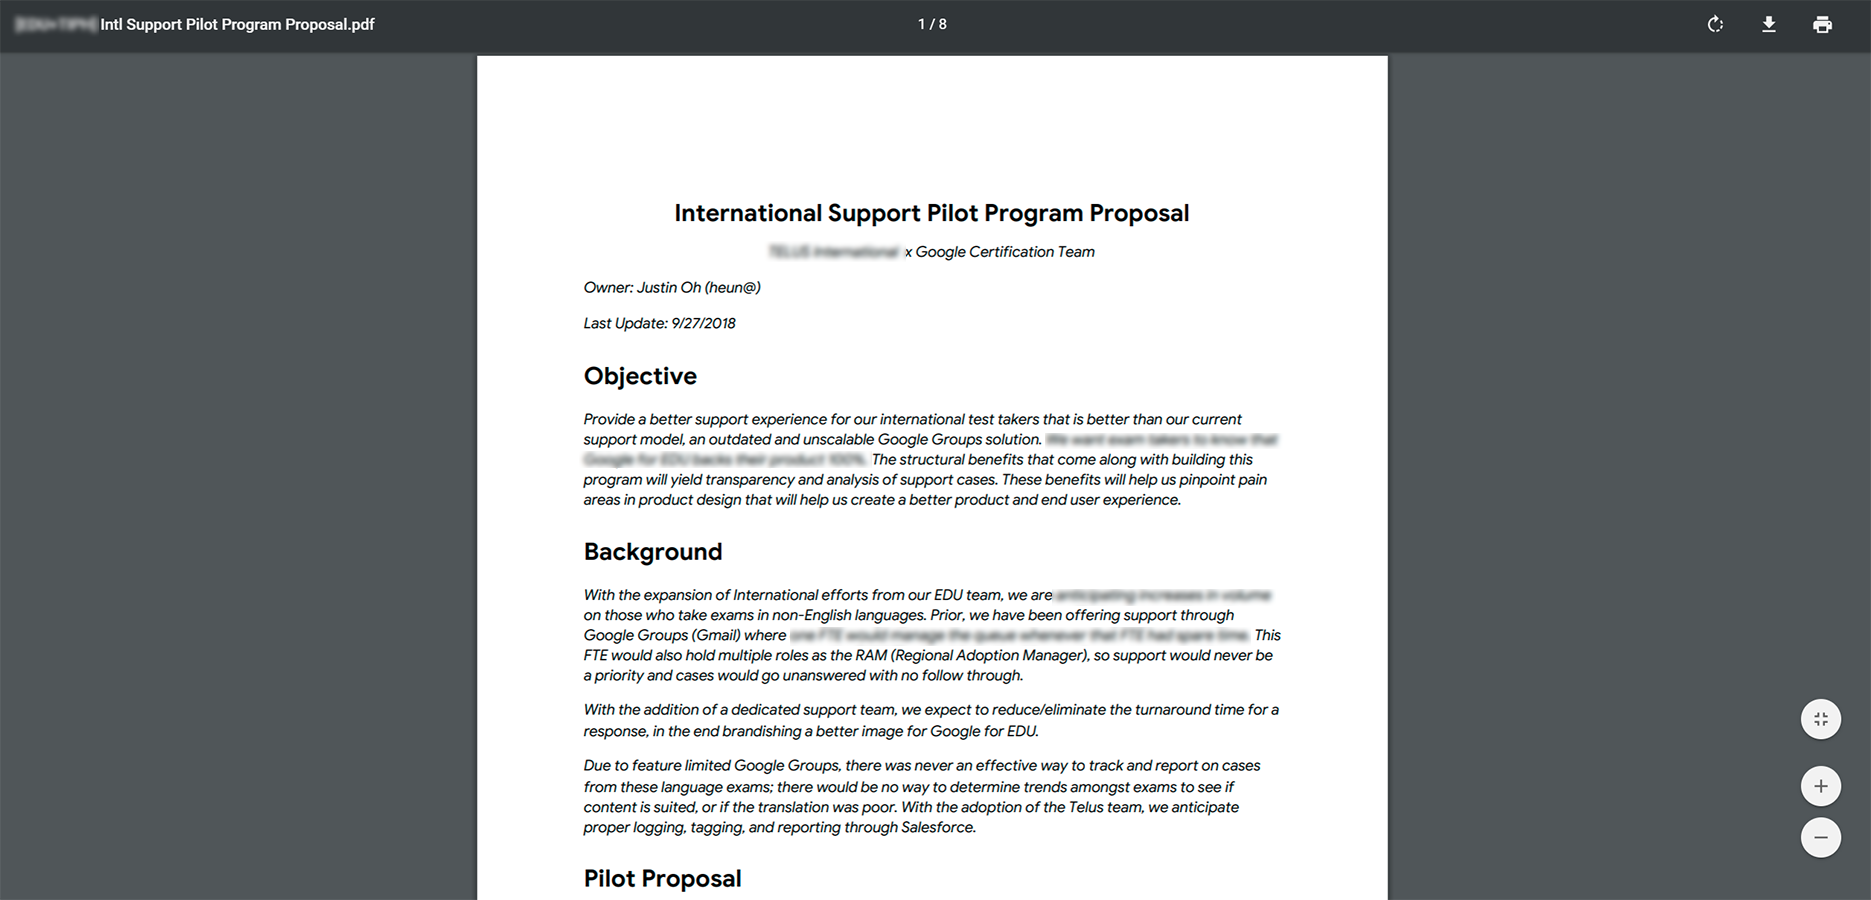 Intl Support Pilot Program Proposal.pdf
1 / 8
International Support Pilot Program Proposal
x Google Certification Team
Owner: Justin Oh (heun@)
Last Update: 9/27/2018
Objective
Provide a better support experience for our international test takers that is better than our current
support model, an outdated and unscalable Google Groups solution.
The structural benefits that come along with building this
program will yield transparency and analysis of support cases. These benefits will help us pinpoint pain
areas in product design that will help us create a better product and end user experience.
Background
With the expansion of International efforts from our EDU team, we are
on those who take exams in non-English languages. Prior, we have been offering support through
Google Groups (Gmail) where This
FTE would also hold multiple roles as the RAM (Regional Adoption Manager), so support would never be
a priority and cases would go unanswered with no follow through.
With the addition of a dedicated support team, we expect to reduce/eliminate the turnaround time for a
response, in the end brandishing a better image for Google for EDU.
Due to feature limited Google Groups, there was never an effective way to track and report on cases
from these language exams; there would be no way to determine trends amongst exams to see if
content is suited, or if the translation was poor. With the adoption of the Telus team, we anticipate
proper logging, tagging, and reporting through Salesforce.
Pilot Proposal